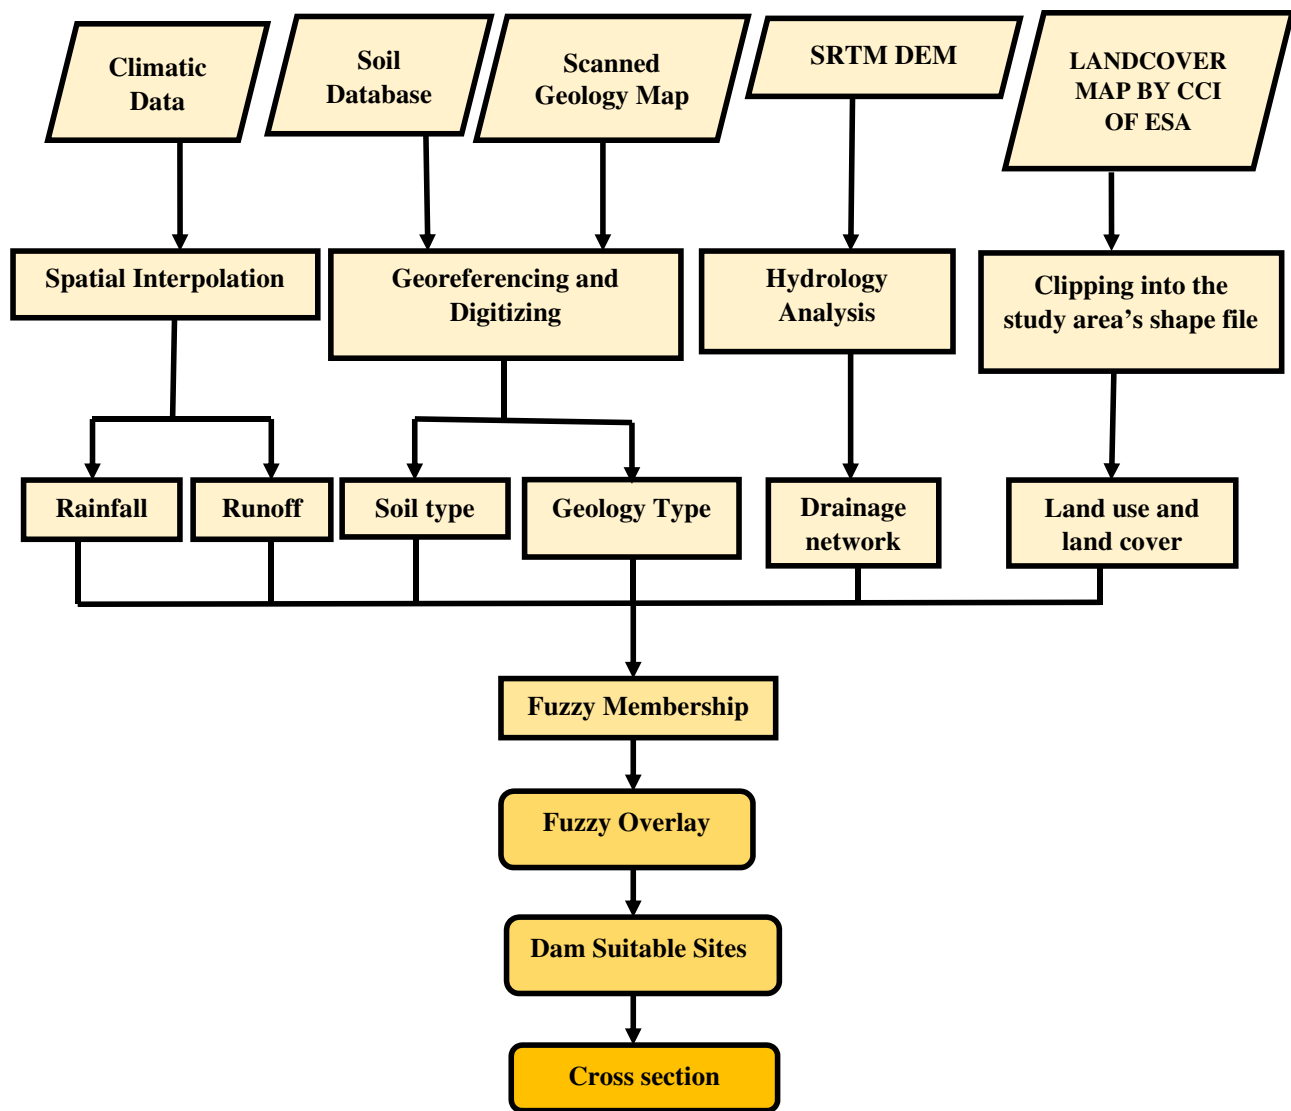 Climatic
Data
Soil
Database
Scanned
Geology Map
SRTM DEM
LANDCOVER
MAP BY CCI
OF ESA
Spatial Interpolation
Georeferencing and
Digitizing
Hydrology
Analysis
Clipping into the
study area’s shape file
Rainfall
Runoff
Soil type
Geology Type
Drainage
network
Land use and
land cover
Fuzzy Membership
Fuzzy Overlay
Dam Suitable Sites
Cross section